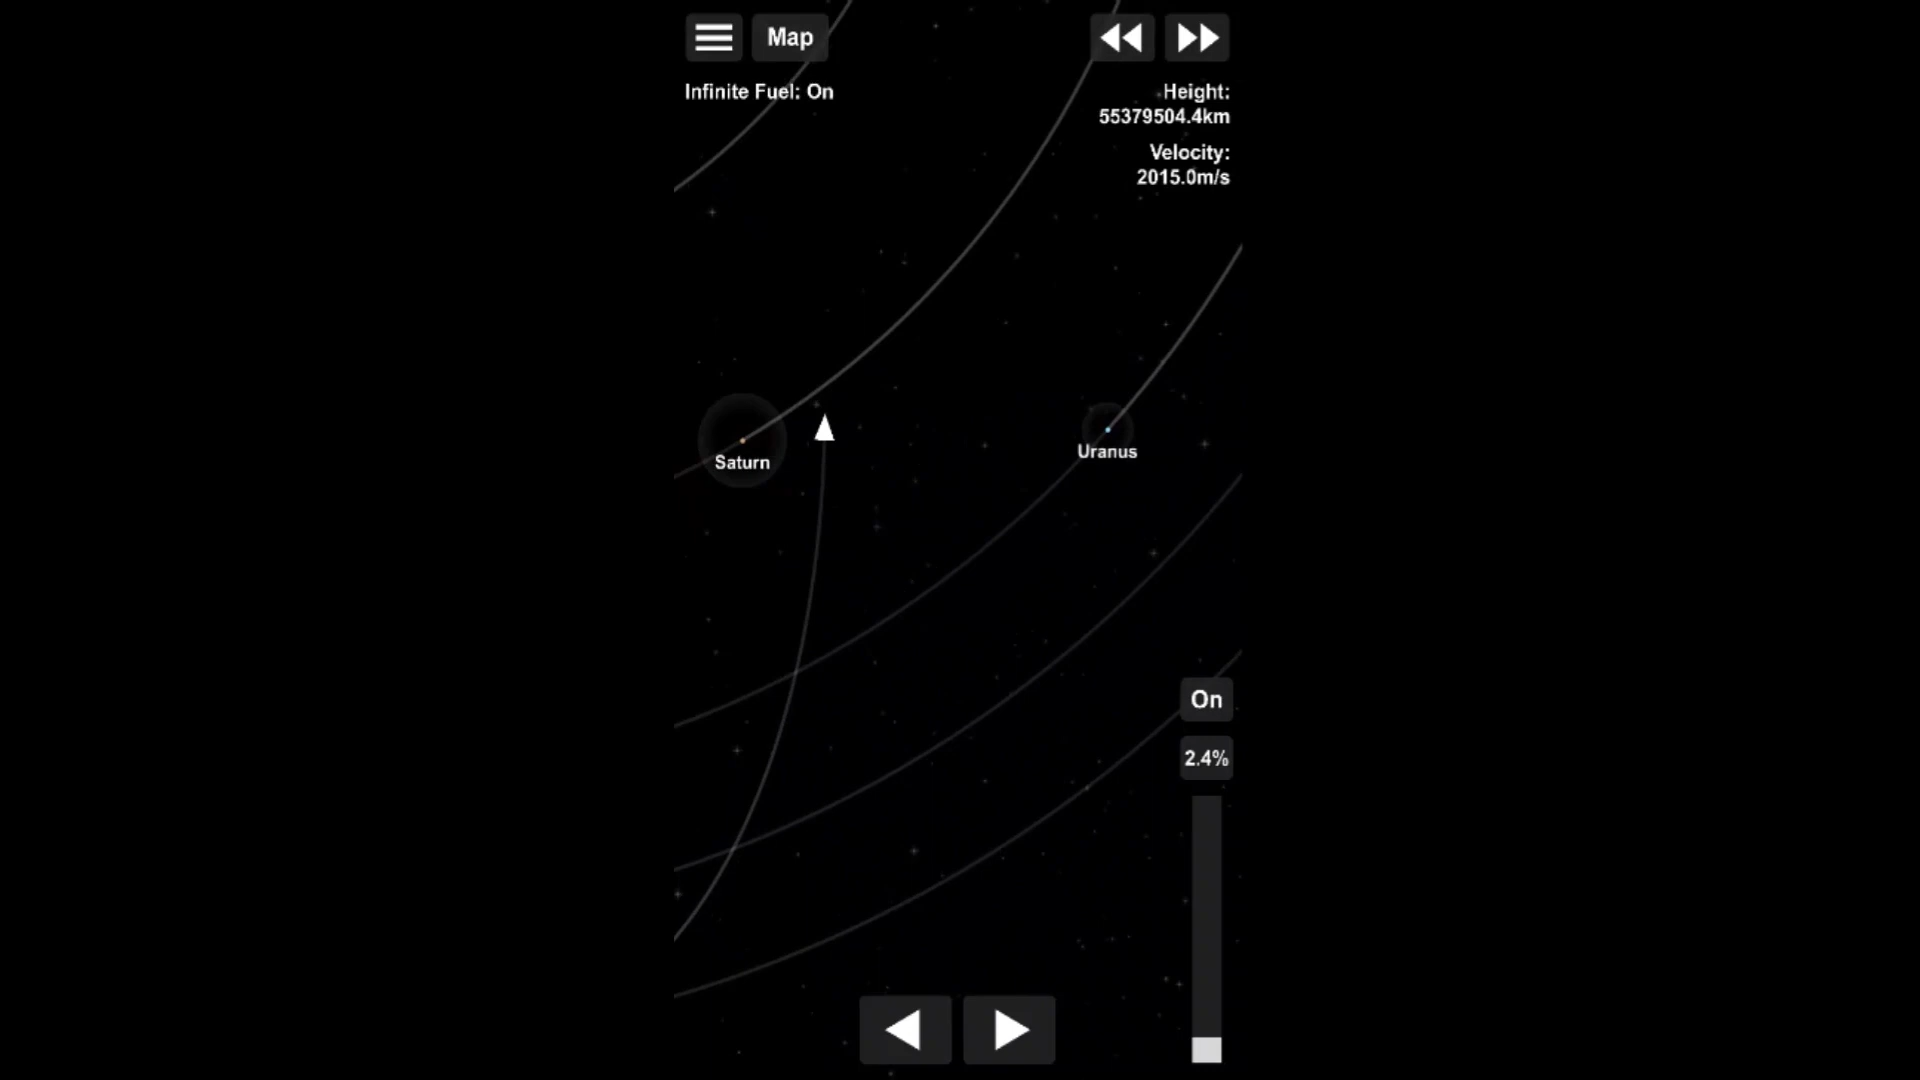 Map
Infinite Fuel: On
Height:
55379504.4km
Velocity:
2015.0m/s
Saturn
Uranus
On
2.4%